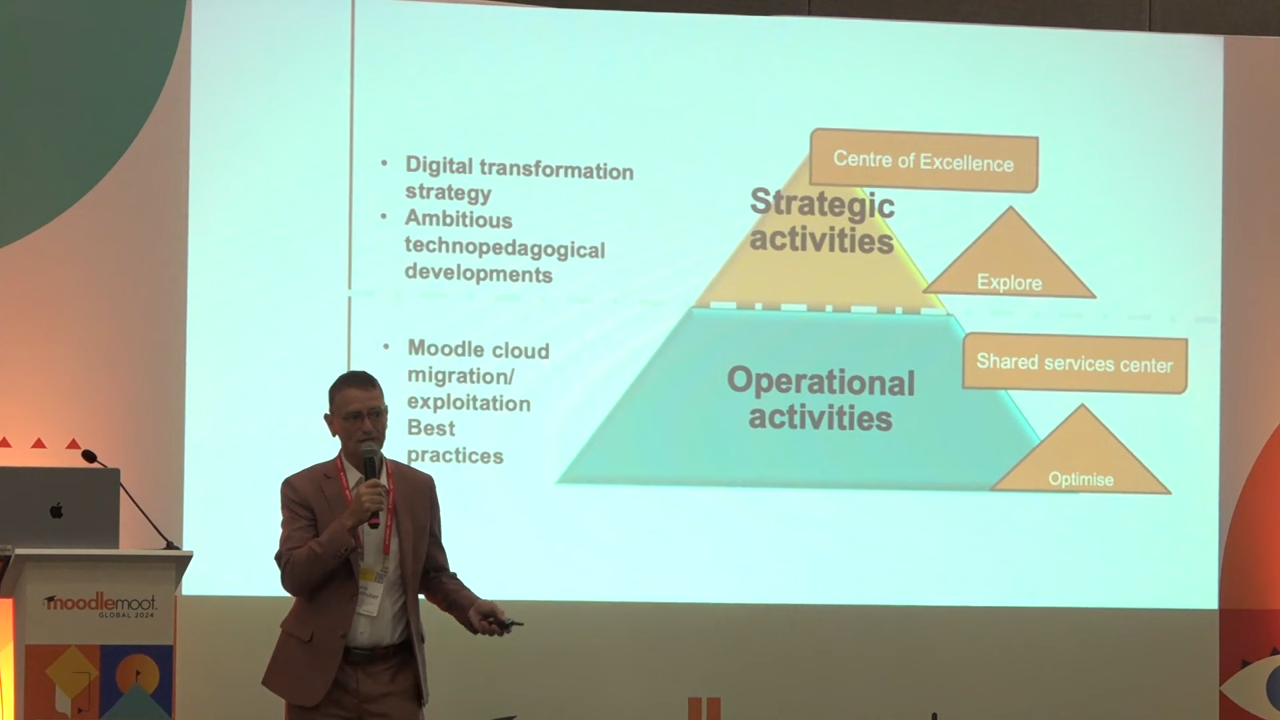 • Digital transformation
strategy
• Ambitious
technopedagogical
developments
• Moodle cloud
migration/
exploitation
Best
practices
Centre of Excellence
Strategic
activities
Explore
Shared services center
Operational
activities
Optimise
moodlemoot.
GLOBAL 2024